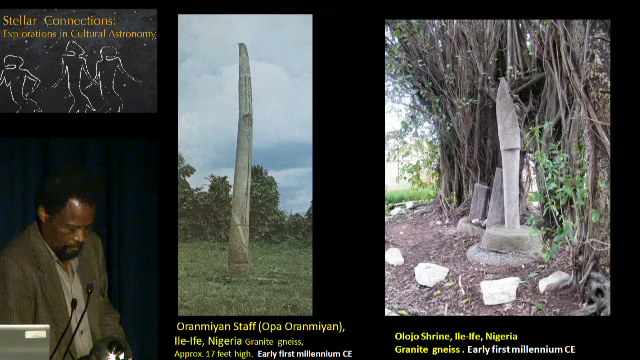 Stellar Connections:
Explorations in Cultural Astronomy
Oranmiyan Staff (Opa Oranmiyan),
Ile-Ife, Nigeria Granite gneiss,
Approx. 17 feet high. Early first millennium CE
Olojo Shrine, Ile-Ife, Nigeria
Granite gneiss . Early first millennium CE